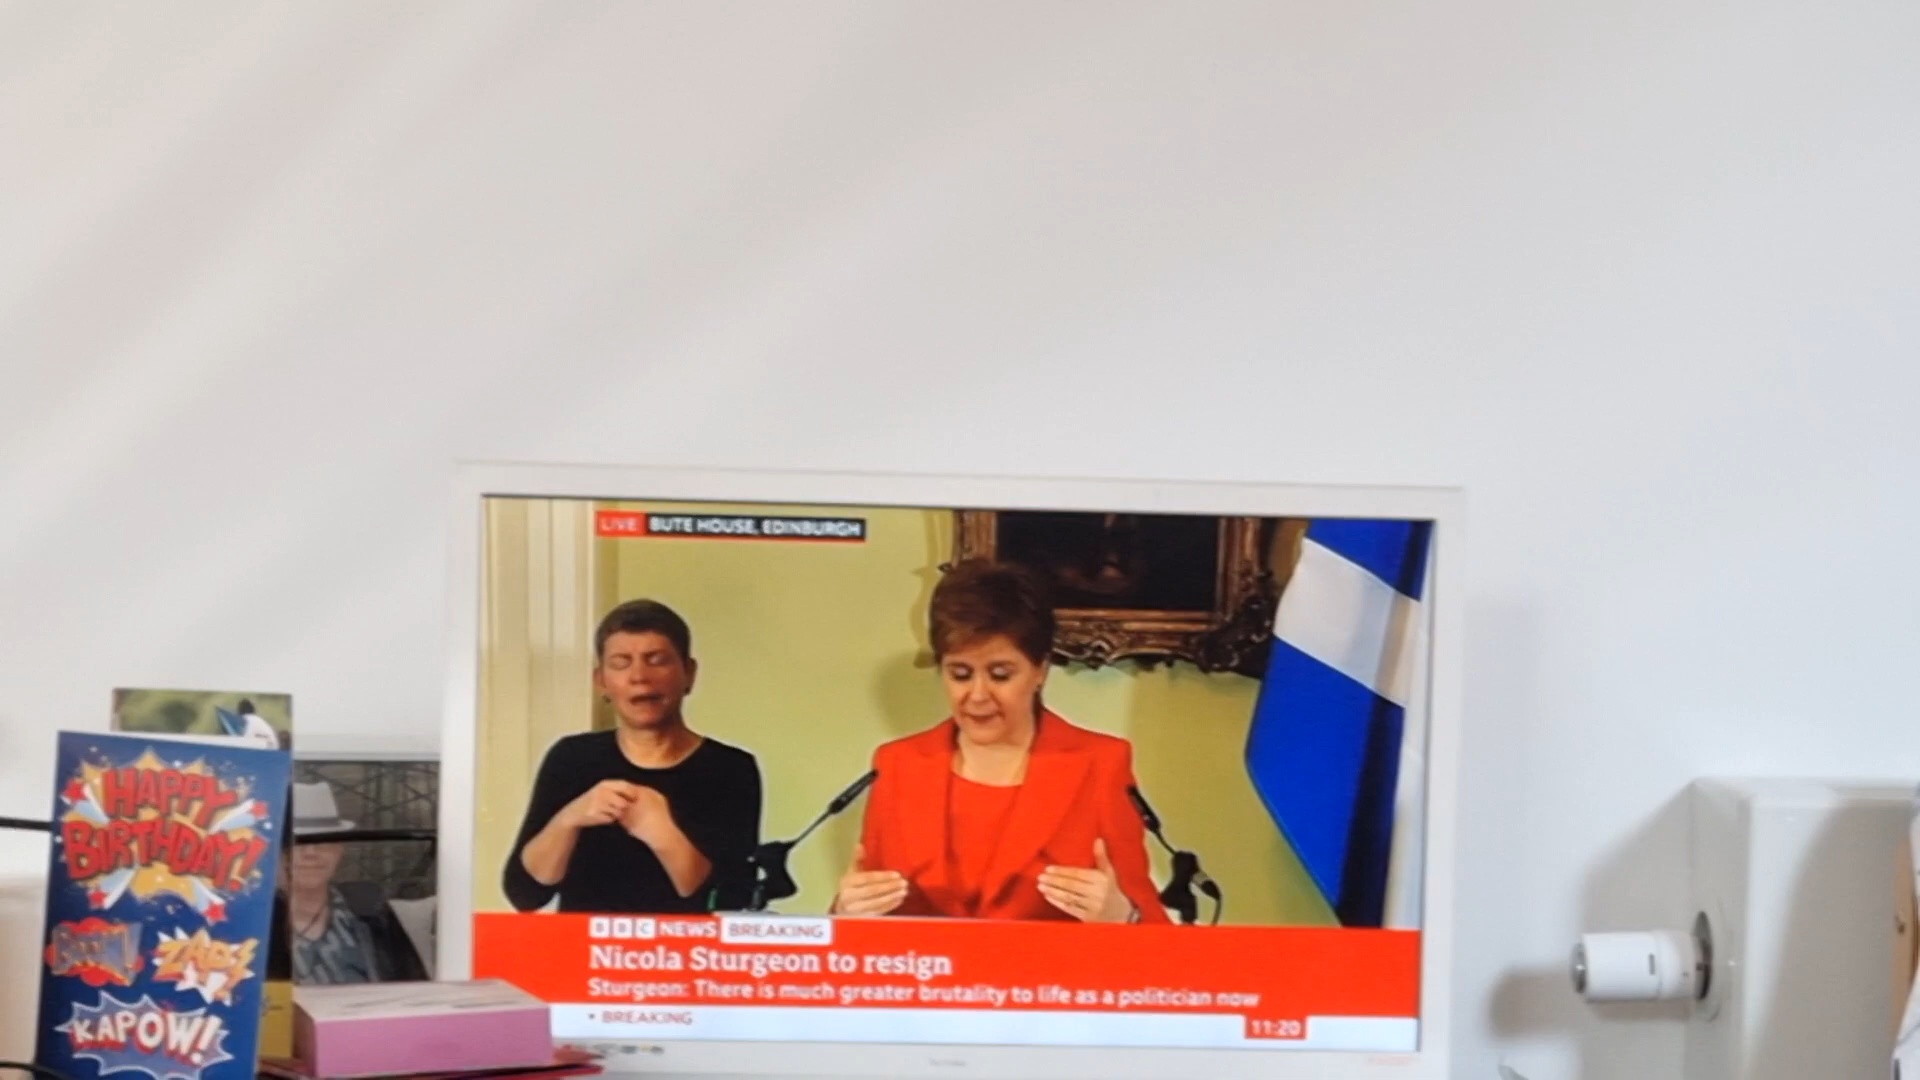 LIVE BUTE HOUSE, EDINBURGH
HAPPY
BIRTHDAY!
BOOM!
ZAP!
KAPOW!
BBC NEWS BREAKING
Nicola Sturgeon to resign
Sturgeon: There is much greater brutality to life as a politician now
• BREAKING
11:20